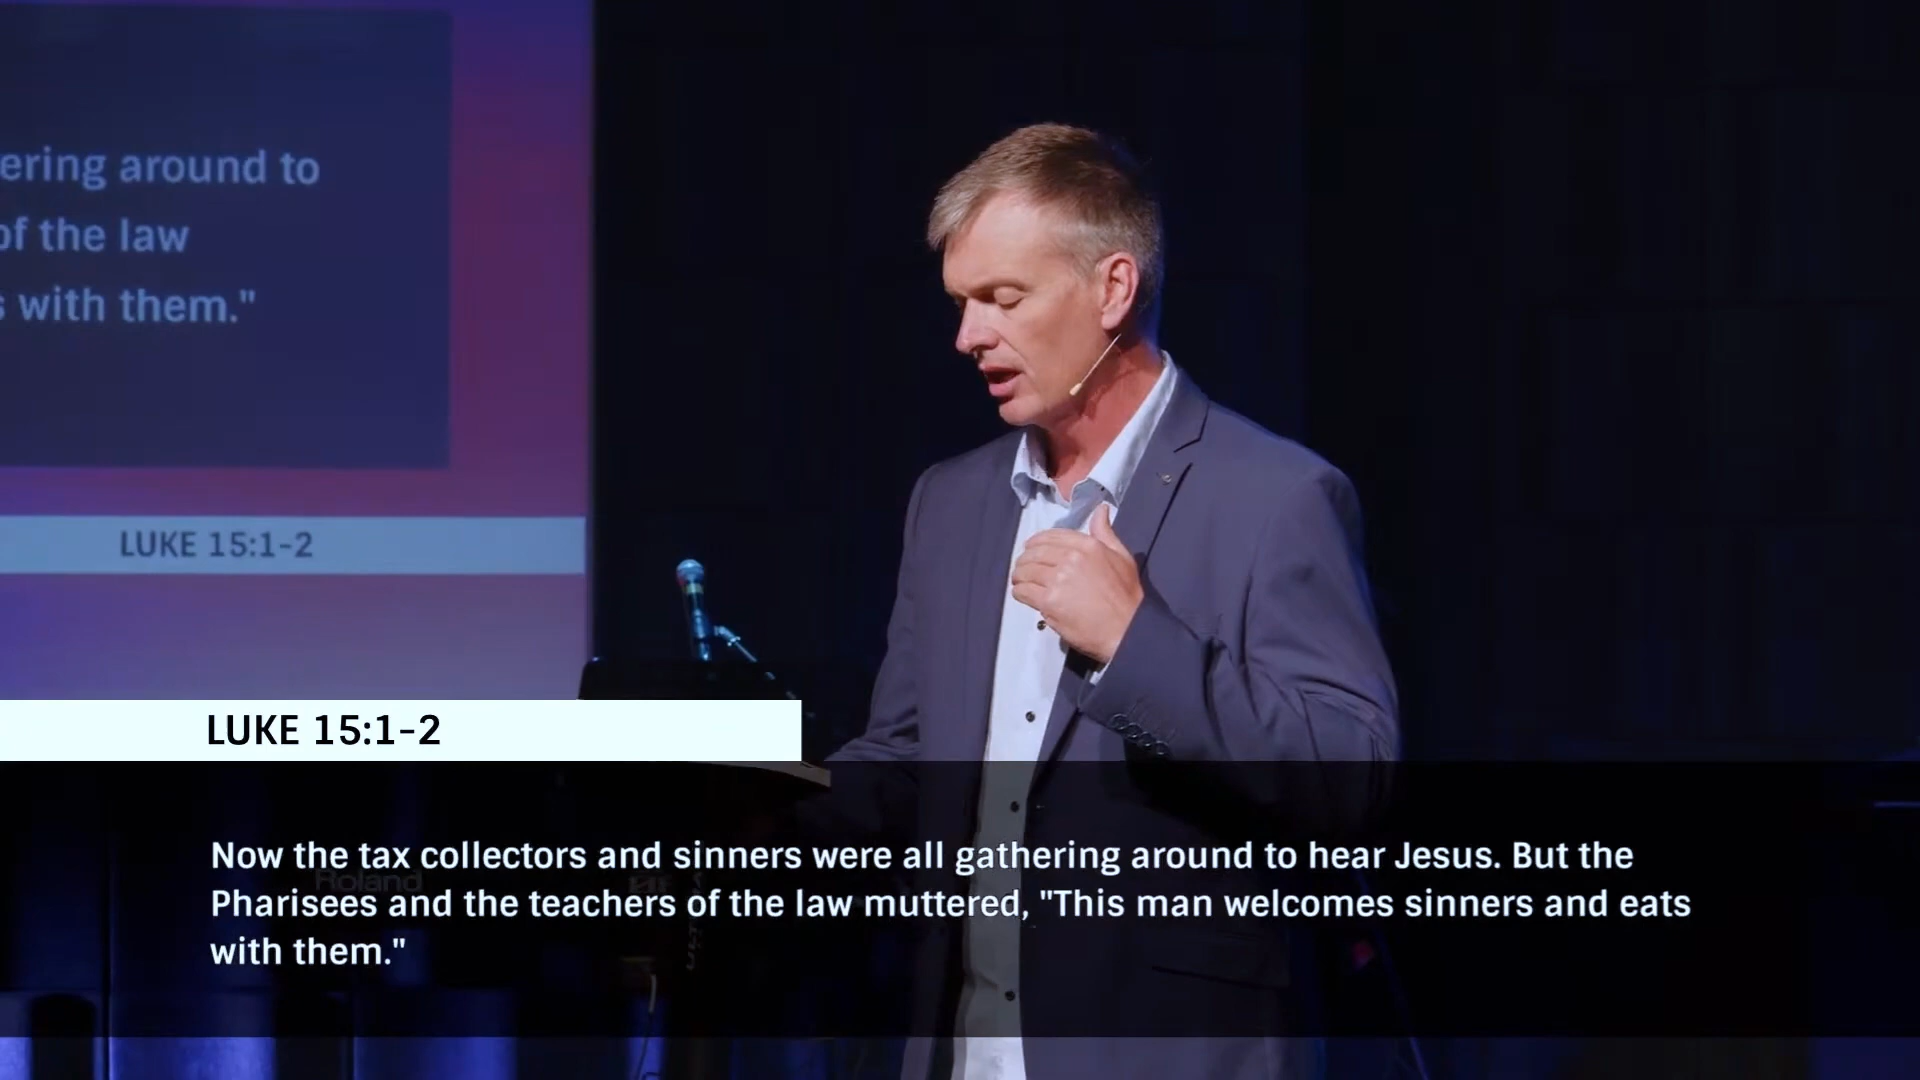 ering around to
of the law
s with them."
LUKE 15:1-2
LUKE 15:1-2
Now the tax collectors and sinners were all gathering around to hear Jesus. But the
Pharisees and the teachers of the law muttered, "This man welcomes sinners and eats
with them."
Roland